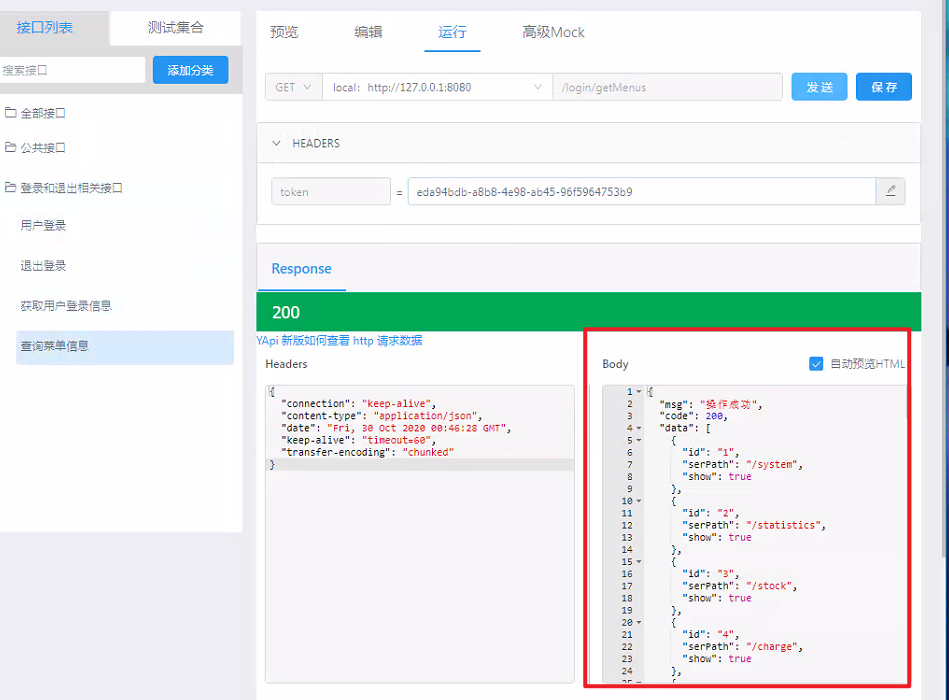 接口列表
测试集合
搜索接口
添加分类
全部接口
公共接口
登录和退出相关接口
用户登录
退出登录
获取用户登录信息
查询菜单信息
预览
编辑
运行
高级Mock
GET
local: http://127.0.0.1:8080
/login/getMenus
发 送
保 存
HEADERS
token
=
eda94bdb-a8b8-4e98-ab45-96f5964753b9
Response
200
YApi 新版如何查看 http 请求数据
Headers
{
"connection": "keep-alive",
"content-type": "application/json",
"date": "Fri, 30 Oct 2020 00:46:28 GMT",
"keep-alive": "timeout=60",
"transfer-encoding": "chunked"
}
Body
自动预览HTML
1 {
2 "msg": "操作成功",
3 "code": 200,
4 "data": [
5 {
6 "id": "1",
7 "serPath": "/system",
8 "show": true
9 },
10 {
11 "id": "2",
12 "serPath": "/statistics",
13 "show": true
14 },
15 {
16 "id": "3",
17 "serPath": "/stock",
18 "show": true
19 },
20 {
21 "id": "4",
22 "serPath": "/charge",
23 "show": true
24 },
25 {